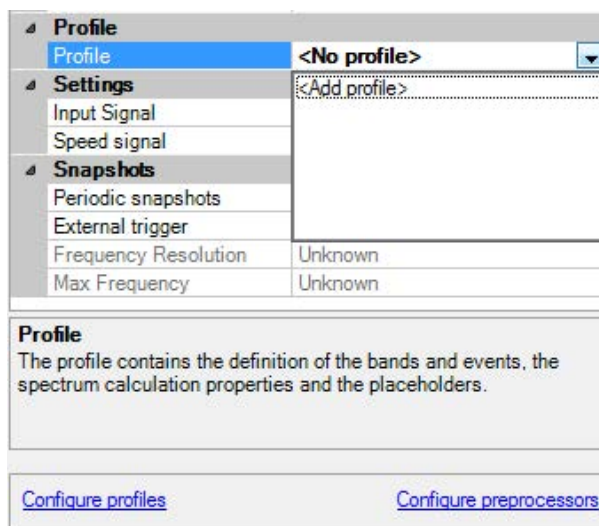 Profile
Profile <No profile>
Settings <Add profile>
Input Signal
Speed signal
Snapshots
Periodic snapshots
External trigger
Frequency Resolution Unknown
Max Frequency Unknown
Profile
The profile contains the definition of the bands and events, the
spectrum calculation properties and the placeholders.
Configure profiles Configure preprocessors